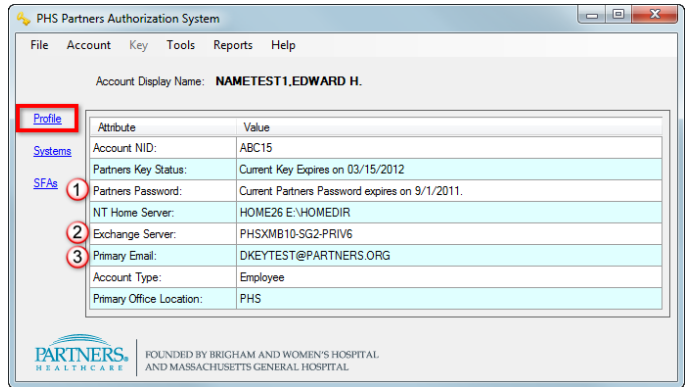 PHS Partners Authorization System
File Account Key Tools Reports Help
Account Display Name: NAMETEST1,EDWARD H.
Profile
Systems
SFAs
Attribute Value
Account NID: ABC15
Partners Key Status: Current Key Expires on 03/15/2012
1 Partners Password: Current Partners Password expires on 9/1/2011.
NT Home Server: HOME26 E:\HOMEDIR
2 Exchange Server: PHSXMB10-SG2-PRIV6
3 Primary Email: DKEYTEST@PARTNERS.ORG
Account Type: Employee
Primary Office Location: PHS
PARTNERS®
HEALTHCARE
FOUNDED BY BRIGHAM AND WOMEN'S HOSPITAL
AND MASSACHUSETTS GENERAL HOSPITAL